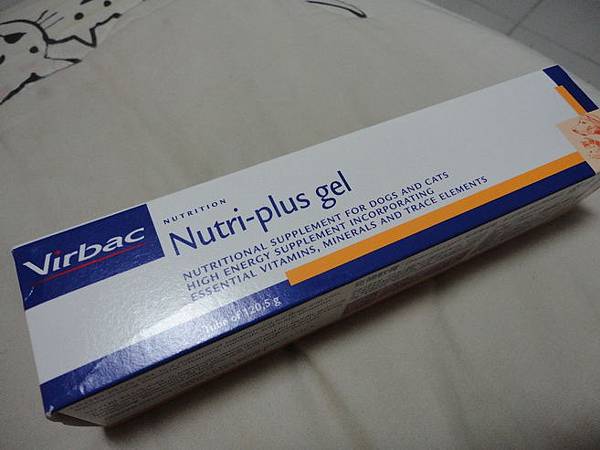 Virbac
NUTRITION
Nutri-plus gel
NUTRITIONAL SUPPLEMENT FOR DOGS AND CATS
HIGH ENERGY SUPPLEMENT INCORPORATING
ESSENTIAL VITAMINS, MINERALS AND TRACE ELEMENTS
Tube of 120,5 g